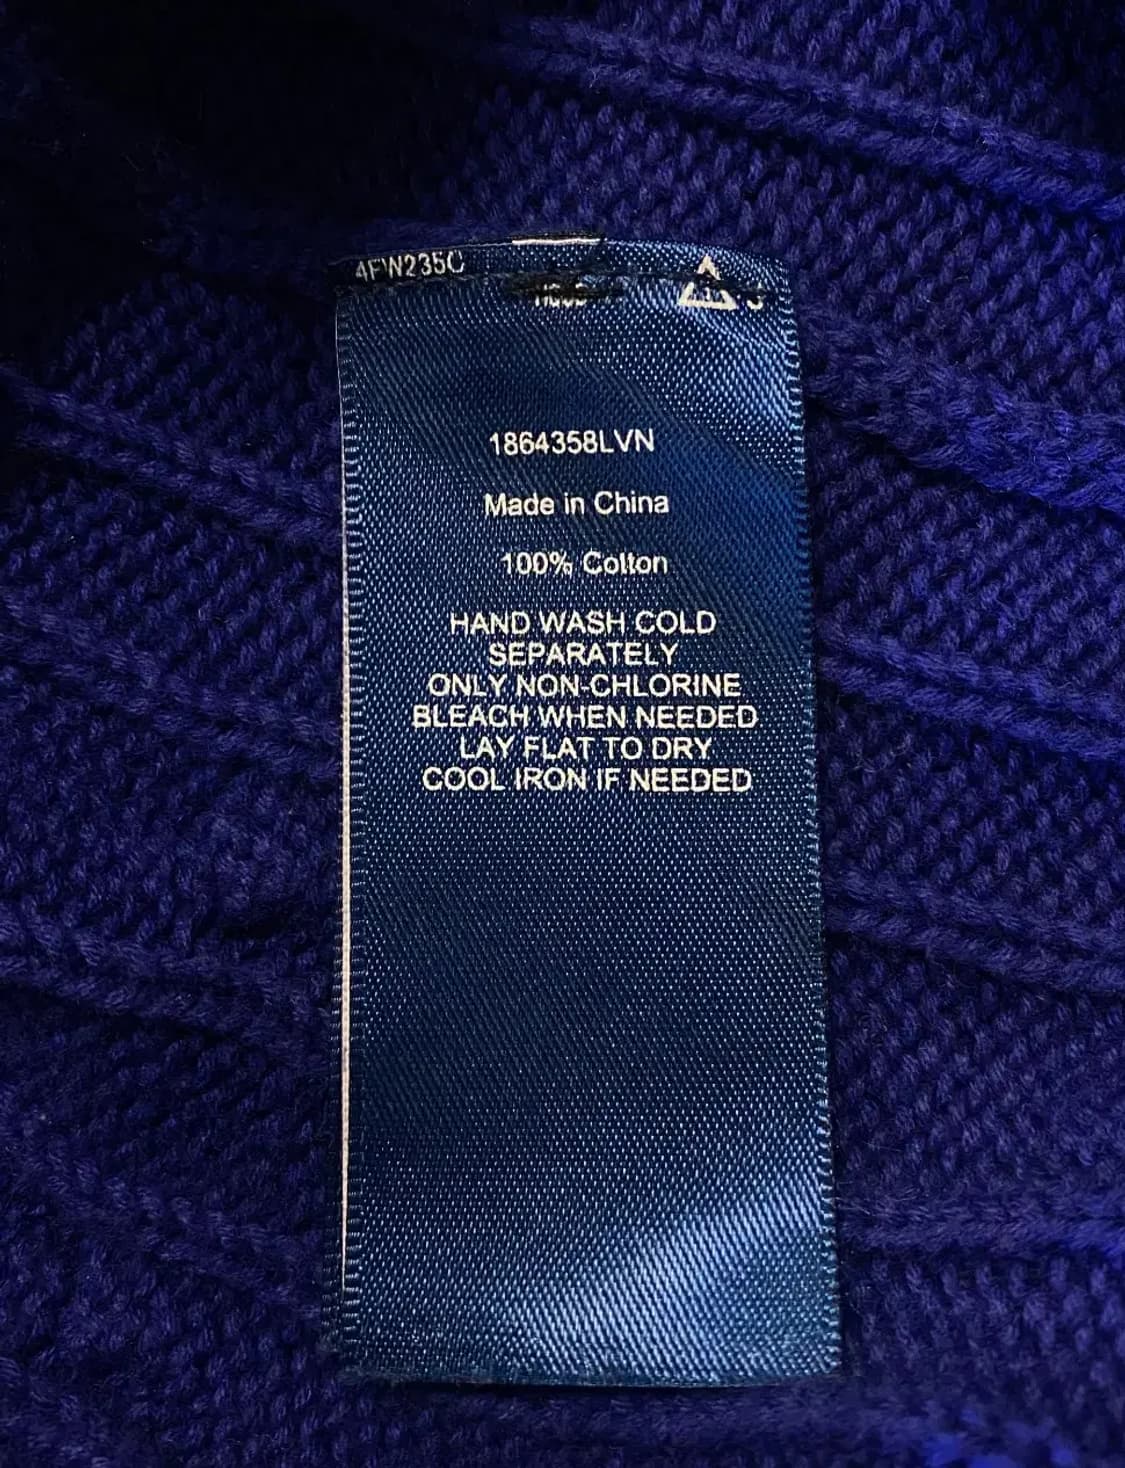 4FW235C
1864358LVN
Made in China
100% Cotton
HAND WASH COLD
SEPARATELY
ONLY NON-CHLORINE
BLEACH WHEN NEEDED
LAY FLAT TO DRY
COOL IRON IF NEEDED